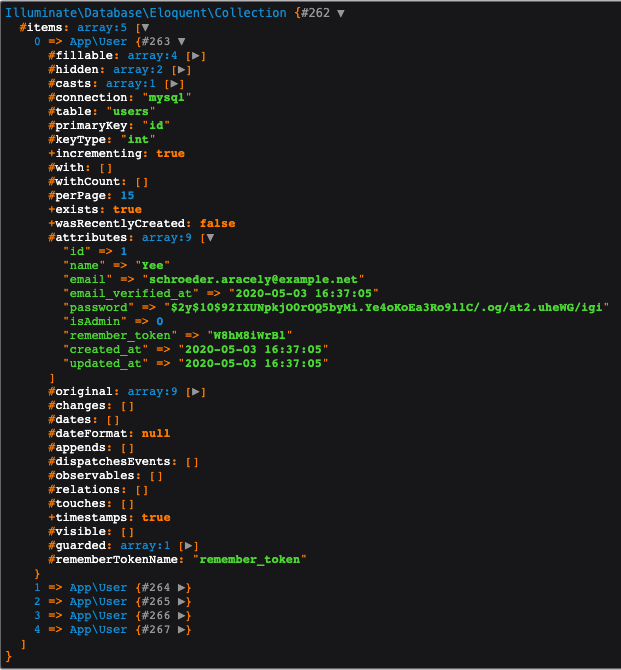 Illuminate\Database\Eloquent\Collection {#262 ▼
#items: array:5 [▼
0 => App\User {#263 ▼
#fillable: array:4 [▶]
#hidden: array:2 [▶]
#casts: array:1 [▶]
#connection: "mysql"
#table: "users"
#primaryKey: "id"
#keyType: "int"
+incrementing: true
#with: []
#withCount: []
#perPage: 15
+exists: true
+wasRecentlyCreated: false
#attributes: array:9 [▼
"id" => 1
"name" => "Yee"
"email" => "schroeder.aracely@example.net"
"email_verified_at" => "2020-05-03 16:37:05"
"password" => "$2y$10$92IXUNpkjO0rOQ5byMi.Ye4oKoEa3Ro9llC/.og/at2.uheWG/igi"
"isAdmin" => 0
"remember_token" => "W8hM8iWrBl"
"created_at" => "2020-05-03 16:37:05"
"updated_at" => "2020-05-03 16:37:05"
]
#original: array:9 [▶]
#changes: []
#dates: []
#dateFormat: null
#appends: []
#dispatchesEvents: []
#observables: []
#relations: []
#touches: []
+timestamps: true
#visible: []
#guarded: array:1 [▶]
#rememberTokenName: "remember_token"
}
1 => App\User {#264 ▶}
2 => App\User {#265 ▶}
3 => App\User {#266 ▶}
4 => App\User {#267 ▶}
]
}